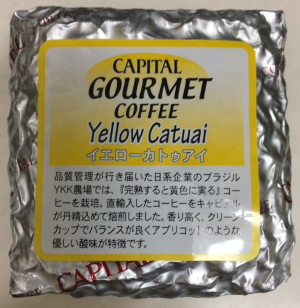 CAPITAL
GOURMET
COFFEE
Yellow Catuai
イエローカトゥアイ
品質管理が行き届いた日系企業のブラジル
YKK農場では、『完熟すると黄色に実る』コー
ヒーを栽培。直輸入したコーヒーをキャピタル
が丹精込めて焙煎しました。香り高く、クリーン
カップでバランスが良くアプリコットのような
優しい酸味が特徴です。
CAPITAL